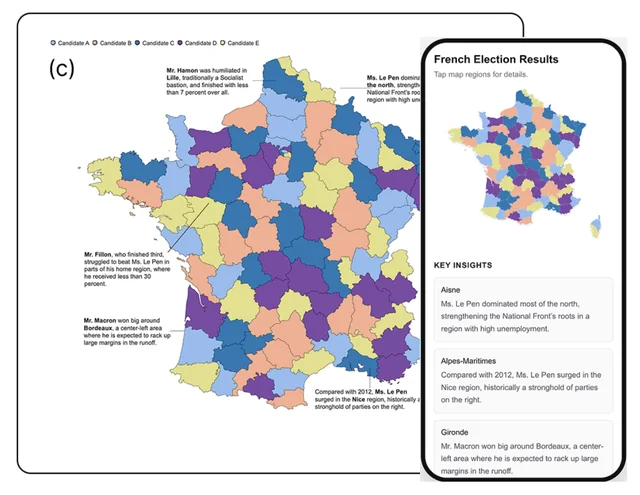 Candidate A Candidate B Candidate C Candidate D Candidate E
(c)
Mr. Hamon was humiliated in
Lille, traditionally a Socialist
bastion, and finished with less
than 7 percent over all.
Ms. Le Pen domina
the north, strengthe
National Front's roo
region with high une
Mr. Fillon, who finished third,
struggled to beat Ms. Le Pen in
parts of his home region, where
he received less than 30
percent.
Mr. Macron won big around
Bordeaux, a center-left area
where he is expected to rack up
large margins in the runoff.
Compared with 2012, Ms. Le Pen
surged in the Nice region, historically a
stronghold of parties on the right.
French Election Results
Tap map regions for details.
KEY INSIGHTS
Aisne
Ms. Le Pen dominated most of the north,
strengthening the National Front's roots in a
region with high unemployment.
Alpes-Maritimes
Compared with 2012, Ms. Le Pen surged in the
Nice region, historically a stronghold of parties
on the right.
Gironde
Mr. Macron won big around Bordeaux, a center-
left area where he is expected to rack up large
margins in the runoff.